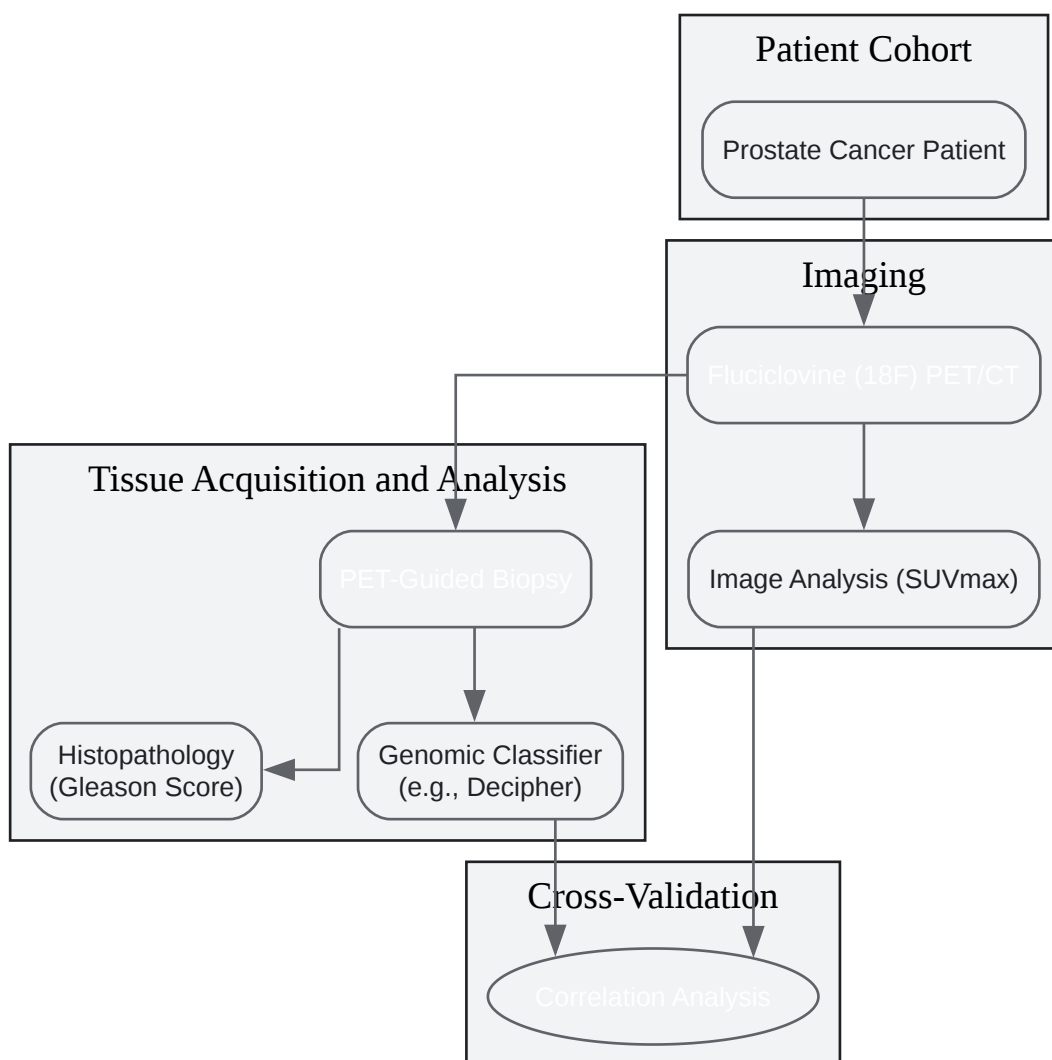 Patient Cohort
Prostate Cancer Patient
Imaging
Fluciclovine (18F) PET/CT
Tissue Acquisition and Analysis
PET-Guided Biopsy
Image Analysis (SUVmax)
Histopathology
(Gleason Score)
Genomic Classifier
(e.g., Decipher)
Cross-Validation
Correlation Analysis